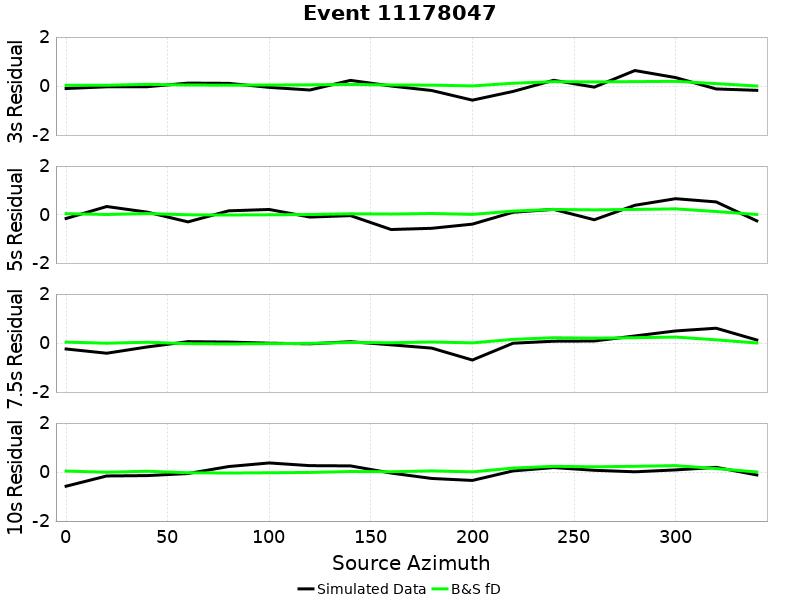 Event 11178047
3s Residual
2
0
-2
5s Residual
2
0
-2
7.5s Residual
2
0
-2
10s Residual
2
0
-2
0 50 100 150 200 250 300
Source Azimuth
Simulated Data B&S fD